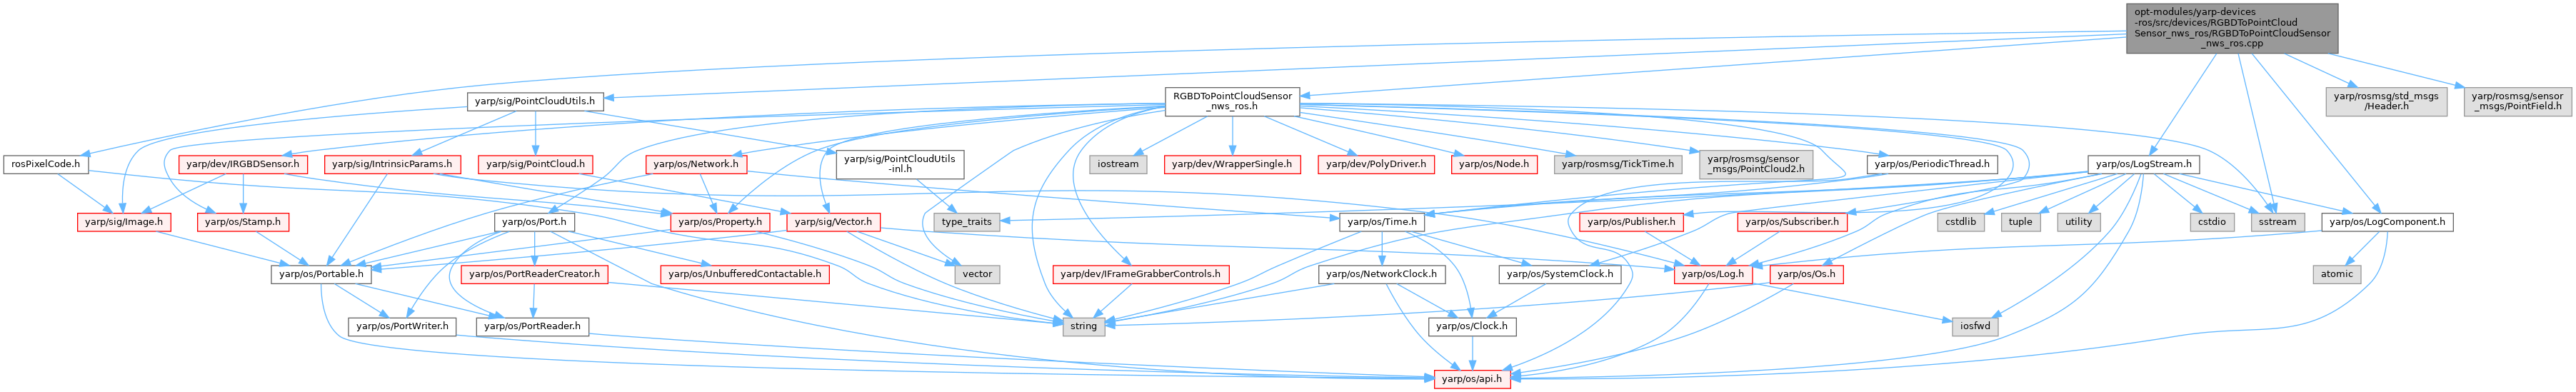 opt-modules/yarp-devices
-ros/src/devices/RGBDToPointCloud
Sensor_nws_ros/RGBDToPointCloudSensor
_nws_ros.cpp
yarp/sig/PointCloudUtils.h
RGBDToPointCloudSensor
_nws_ros.h
yarp/rosmsg/std_msgs
/Header.h
yarp/rosmsg/sensor
_msgs/PointField.h
rosPixelCode.h
yarp/dev/IRGBDSensor.h
yarp/sig/IntrinsicParams.h
yarp/sig/PointCloud.h
yarp/os/Network.h
yarp/sig/PointCloudUtils
-inl.h
iostream
yarp/dev/WrapperSingle.h
yarp/dev/PolyDriver.h
yarp/os/Node.h
yarp/rosmsg/TickTime.h
yarp/rosmsg/sensor
_msgs/PointCloud2.h
yarp/os/PeriodicThread.h
yarp/os/LogStream.h
yarp/sig/Image.h
yarp/os/Stamp.h
yarp/os/Port.h
yarp/os/Property.h
yarp/sig/Vector.h
type_traits
yarp/os/Time.h
yarp/os/Publisher.h
yarp/os/Subscriber.h
cstdlib
tuple
utility
cstdio
sstream
yarp/os/LogComponent.h
yarp/os/Portable.h
yarp/os/PortReaderCreator.h
yarp/os/UnbufferedContactable.h
vector
yarp/dev/IFrameGrabberControls.h
yarp/os/NetworkClock.h
yarp/os/SystemClock.h
yarp/os/Log.h
yarp/os/Os.h
atomic
yarp/os/PortWriter.h
yarp/os/PortReader.h
string
yarp/os/Clock.h
iosfwd
yarp/os/api.h